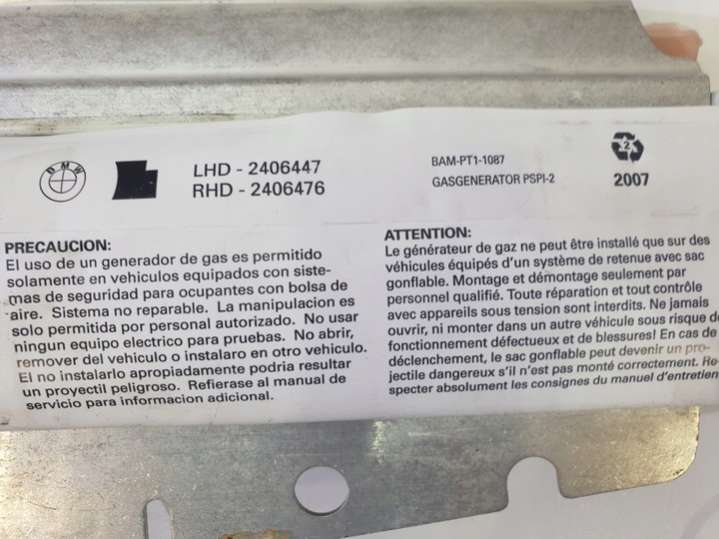 BMW
LHD - 2406447
RHD - 2406476
BAM-PT1-1087
GASGENERATOR PSPI-2
2007
PRECAUCION:
El uso de un generador de gas es permitido
solamente en vehiculos equipados con siste-
mas de seguridad para ocupantes con bolsa de
aire. Sistema no reparable. La manipulacion es
solo permitida por personal autorizado. No usar
ningun equipo electrico para pruebas. No abrir,
remover del vehiculo o instalaro en otro vehiculo.
El no instalarlo apropiadamente podria resultar
un proyectil peligroso. Refierase al manual de
servicio para informacion adicional.
ATTENTION:
Le générateur de gaz ne peut être installé que sur des
véhicules équipés d'un système de retenue avec sac
gonflable. Montage et démontage seulement par
personnel qualifié. Toute réparation et tout contrôle
avec appareils sous tension sont interdits. Ne jamais
ouvrir, ni monter dans un autre véhicule sous risque d
fonctionnement défectueux et de blessures! En cas de
déclenchement, le sac gonflable peut devenir un pro-
jectile dangereux s'il n'est pas monté correctement. Re
specter absolument les consignes du manuel d'entretien